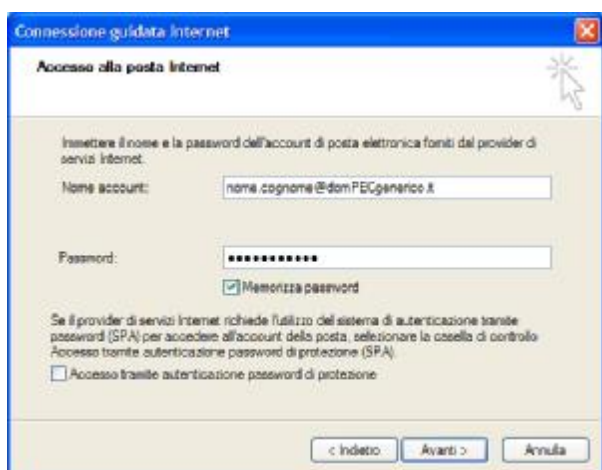 Connessione guidata Internet
Accesso alla posta Internet
Immettere il nome e la password dell'account di posta elettronica forniti dal provider di
servizi Internet.
Nome account:
nome.cognome@domPECgenerico.it
Password:
•••••••••••
Memorizza password
Se il provider di servizi Internet richiede l'utilizzo del sistema di autenticazione tramite
password (SPA) per accedere all'account della posta, selezionare la casella di controllo
Accesso tramite autenticazione password di protezione (SPA).
Accesso tramite autenticazione password di protezione
< Indietro
Avanti >
Annulla